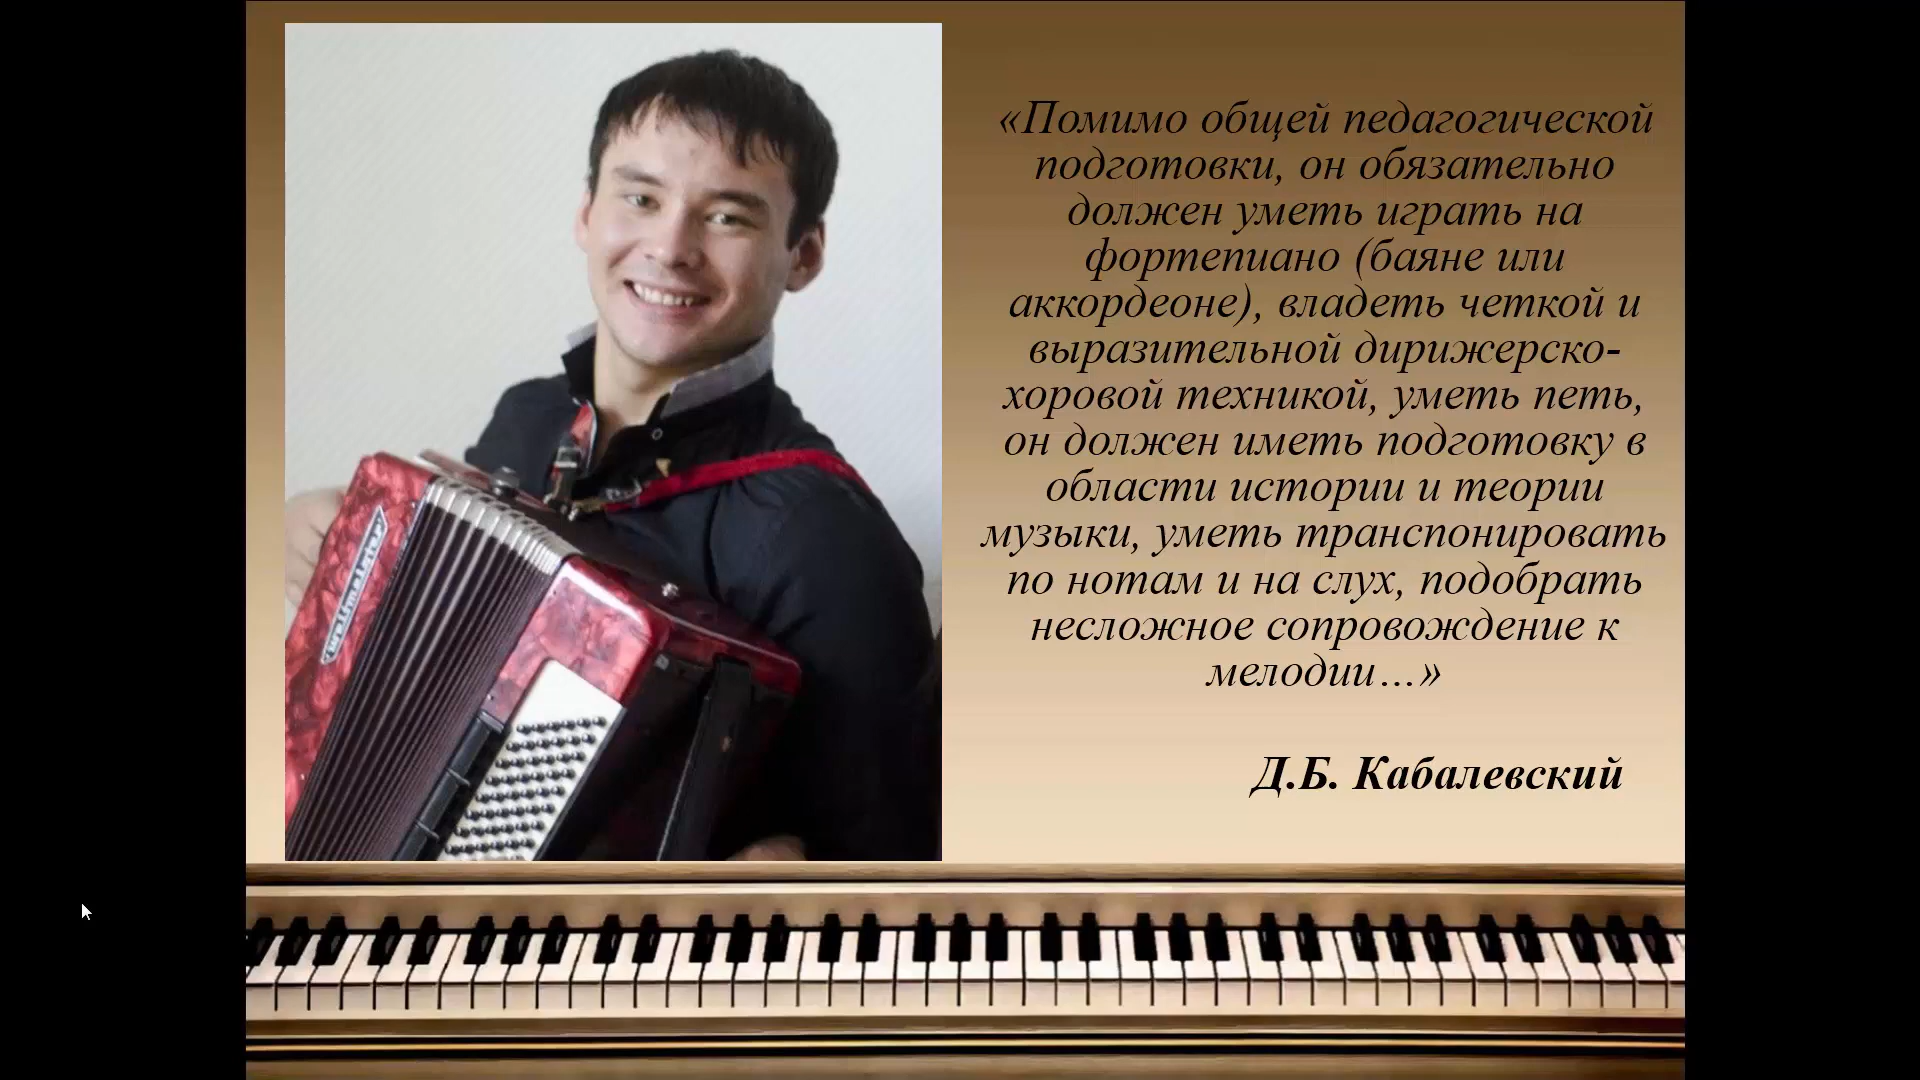 «Помимо общей педагогической
подготовки, он обязательно
должен уметь играть на
фортепиано (баяне или
аккордеоне), владеть четкой и
выразительной дирижерско-
хоровой техникой, уметь петь,
он должен иметь подготовку в
области истории и теории
музыки, уметь транспонировать
по нотам и на слух, подобрать
несложное сопровождение к
мелодии…»
Д.Б. Кабалевский